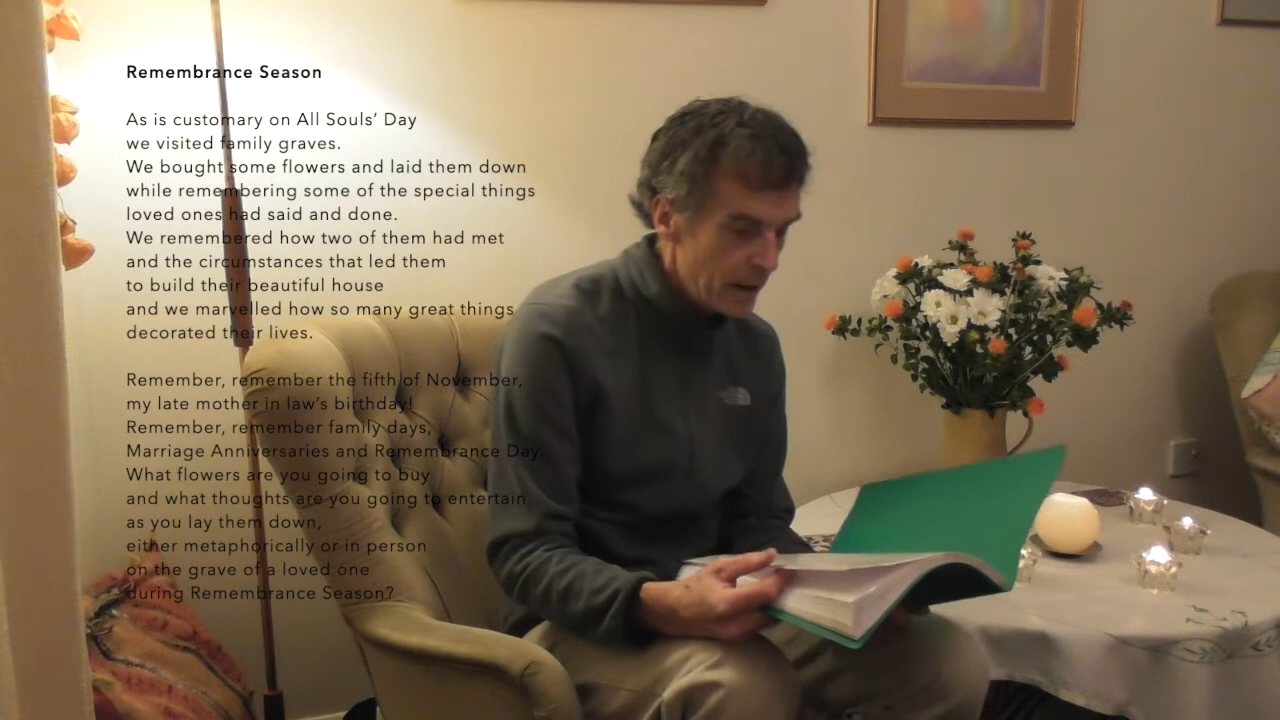 Remembrance Season
As is customary on All Souls’ Day
we visited family graves.
We bought some flowers and laid them down
while remembering some of the special things
loved ones had said and done.
We remembered how two of them had met
and the circumstances that led them
to build their beautiful house
and we marvelled how so many great things
decorated their lives.
Remember, remember the fifth of November,
my late mother in law’s birthday!
Remember, remember family days,
Marriage Anniversaries and Remembrance Day.
What flowers are you going to buy
and what thoughts are you going to entertain
as you lay them down,
either metaphorically or in person
on the grave of a loved one
during Remembrance Season?